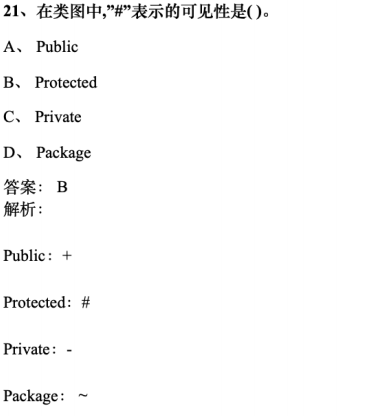 21、在类图中,”#”表示的可见性是( )。
A、 Public
B、 Protected
C、 Private
D、 Package
答案： B
解析：
Public：+
Protected：#
Private：-
Package：~